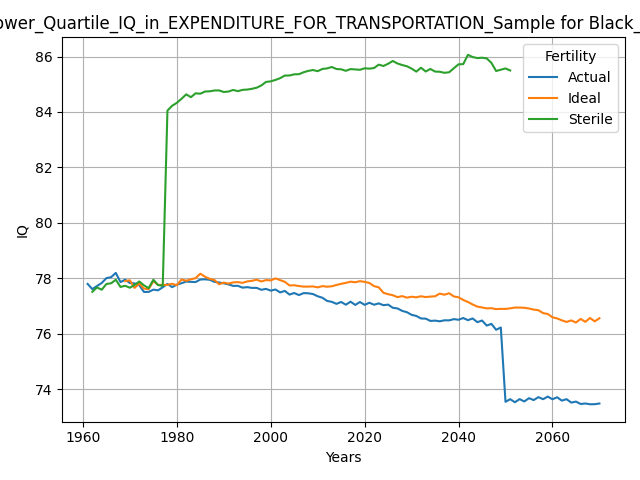 ower_Quartile_IQ_in_EXPENDITURE_FOR_TRANSPORTATION_Sample for Black_
Fertility
Actual
Ideal
Sterile
86
84
82
80
78
76
74
IQ
1960
1980
2000
2020
2040
2060
Years